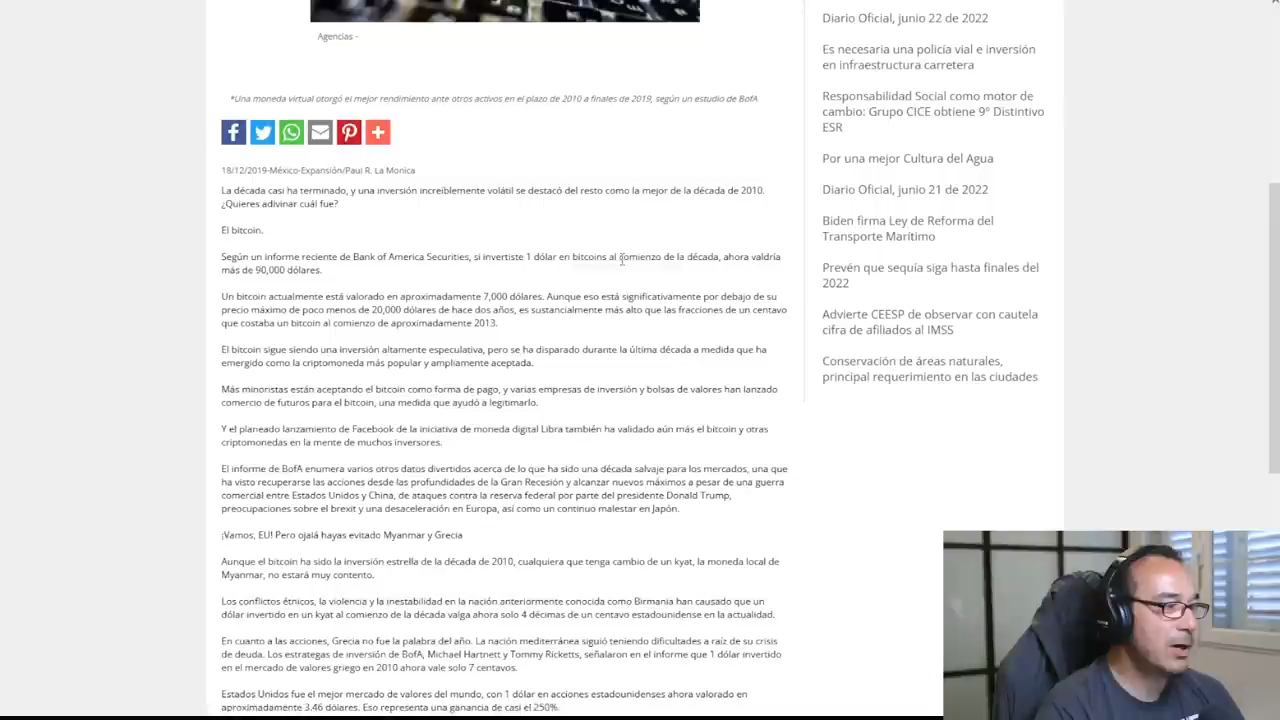 Agencias -
*Una moneda virtual otorgó el mejor rendimiento ante otros activos en el plazo de 2010 a finales de 2019, según un estudio de BofA
18/12/2019-México-Expansión/Paul R. La Monica
La década casi ha terminado, y una inversión increíblemente volátil se destacó del resto como la mejor de la década de 2010.
¿Quieres adivinar cuál fue?
El bitcoin.
Según un informe reciente de Bank of America Securities, si invertiste 1 dólar en bitcoins al comienzo de la década, ahora valdría
más de 90,000 dólares.
Un bitcoin actualmente está valorado en aproximadamente 7,000 dólares. Aunque eso está significativamente por debajo de su
precio máximo de poco menos de 20,000 dólares de hace dos años, es sustancialmente más alto que las fracciones de un centavo
que costaba un bitcoin al comienzo de aproximadamente 2013.
El bitcoin sigue siendo una inversión altamente especulativa, pero se ha disparado durante la última década a medida que ha
emergido como la criptomoneda más popular y ampliamente aceptada.
Más minoristas están aceptando el bitcoin como forma de pago, y varias empresas de inversión y bolsas de valores han lanzado
comercio de futuros para el bitcoin, una medida que ayudó a legitimarlo.
Y el planeado lanzamiento de Facebook de la iniciativa de moneda digital Libra también ha validado aún más el bitcoin y otras
criptomonedas en la mente de muchos inversores.
El informe de BofA enumera varios otros datos divertidos acerca de lo que ha sido una década salvaje para los mercados, una que
ha visto recuperarse las acciones desde las profundidades de la Gran Recesión y alcanzar nuevos máximos a pesar de una guerra
comercial entre Estados Unidos y China, de ataques contra la reserva federal por parte del presidente Donald Trump,
preocupaciones sobre el brexit y una desaceleración en Europa, así como un continuo malestar en Japón.
¡Vamos, EU! Pero ojalá hayas evitado Myanmar y Grecia
Aunque el bitcoin ha sido la inversión estrella de la década de 2010, cualquiera que tenga cambio de un kyat, la moneda local de
Myanmar, no estará muy contento.
Los conflictos étnicos, la violencia y la inestabilidad en la nación anteriormente conocida como Birmania han causado que un
dólar invertido en un kyat al comienzo de la década valga ahora solo 4 décimas de un centavo estadounidense en la actualidad.
En cuanto a las acciones, Grecia no fue la palabra del año. La nación mediterránea siguió teniendo dificultades a raíz de su crisis
de deuda. Los estrategas de inversión de BofA, Michael Hartnett y Tommy Ricketts, señalaron en el informe que 1 dólar invertido
en el mercado de valores griego en 2010 ahora vale solo 7 centavos.
Estados Unidos fue el mejor mercado de valores del mundo, con 1 dólar en acciones estadounidenses ahora valorado en
aproximadamente 3.46 dólares. Eso representa una ganancia de casi el 250%.
Diario Oficial, junio 22 de 2022
Es necesaria una policía vial e inversión
en infraestructura carretera
Responsabilidad Social como motor de
cambio: Grupo CICE obtiene 9° Distintivo
ESR
Por una mejor Cultura del Agua
Diario Oficial, junio 21 de 2022
Biden firma Ley de Reforma del
Transporte Marítimo
Prevén que sequía siga hasta finales del
2022
Advierte CEESP de observar con cautela
cifra de afiliados al IMSS
Conservación de áreas naturales,
principal requerimiento en las ciudades